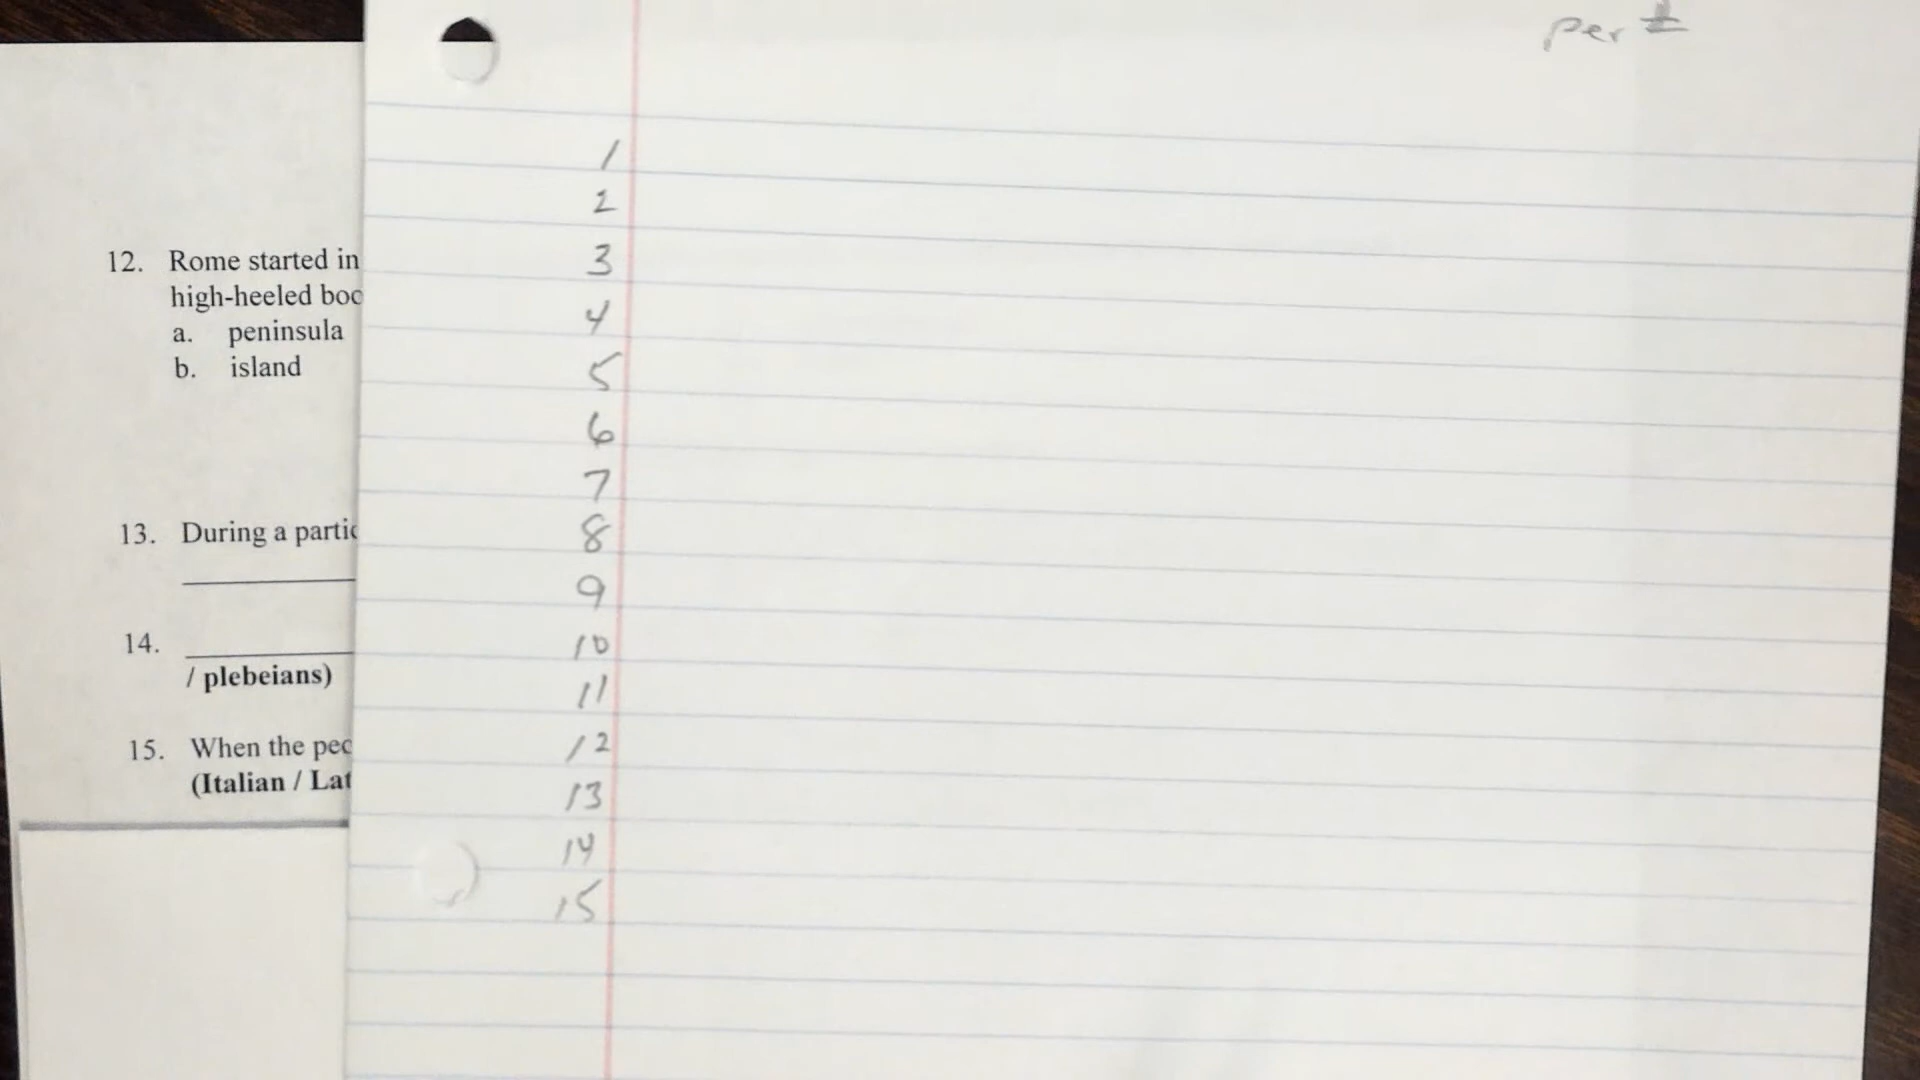 per #
12. Rome started in
high-heeled boo
a. peninsula
b. island
13. During a partic
14.
/ plebeians)
15. When the peo
(Italian / Lat
1
2
3
4
5
6
7
8
9
10
11
12
13
14
15